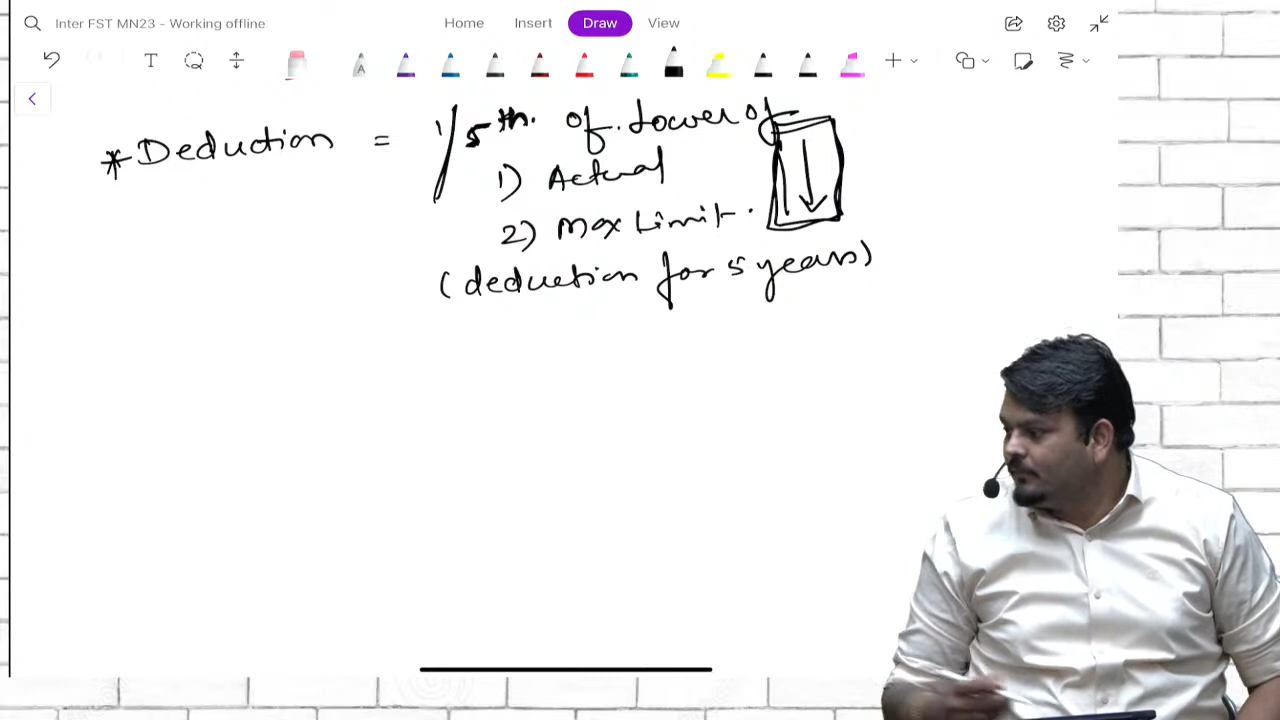 Inter FST MN23 - Working offline
Home Insert Draw View
T
A
*Deduction = 1/5th. of. Lower of
1) Actual
2) Max Limit.
(deduction for 5 years)